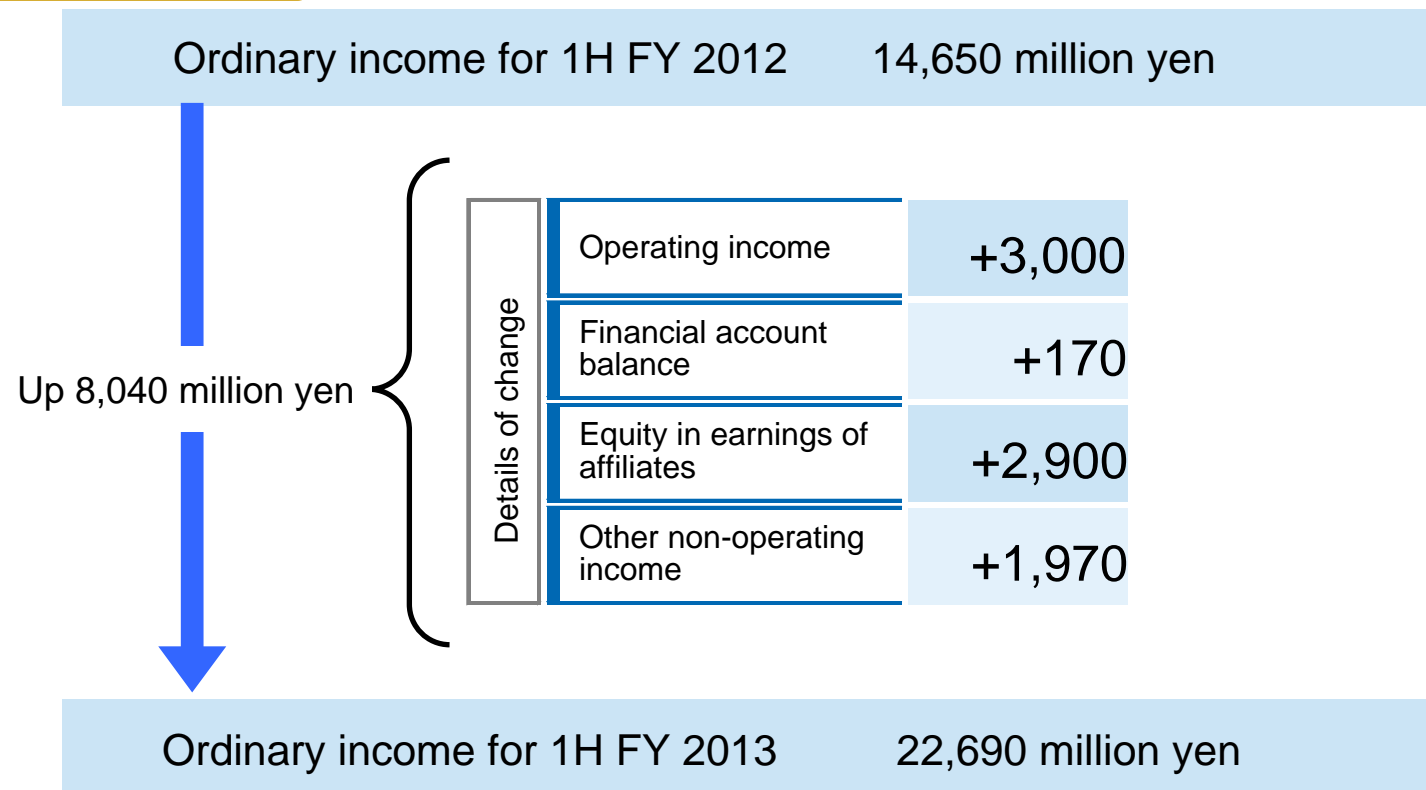 Ordinary income for 1H FY 2012 14,650 million yen
Up 8,040 million yen
Details of change
Operating income +3,000
Financial account
balance +170
Equity in earnings of
affiliates +2,900
Other non-operating
income +1,970
Ordinary income for 1H FY 2013 22,690 million yen